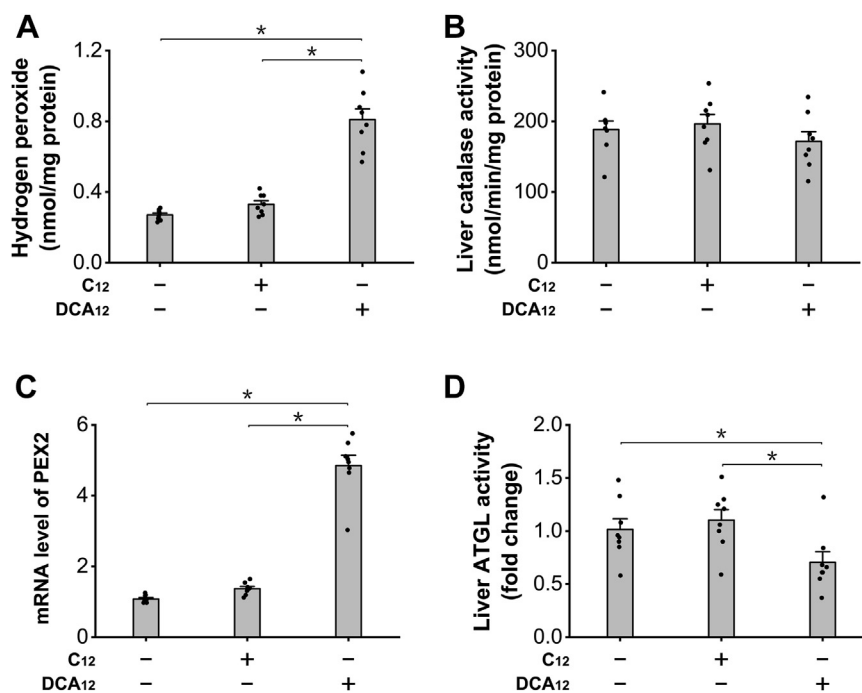 A
Hydrogen peroxide
(nmol/mg protein)
1.2
0.8
0.4
0.0
* 
*
C12 − + −
DCA12 − − +
B
Liver catalase activity
(nmol/min/mg protein)
300
200
100
0
C12 − + −
DCA12 − − +
C
mRNA level of PEX2
6
4
2
0
*
*
C12 − + −
DCA12 − − +
D
Liver ATGL activity
(fold change)
2.0
1.5
1.0
0.5
0.0
*
*
C12 − + −
DCA12 − − +